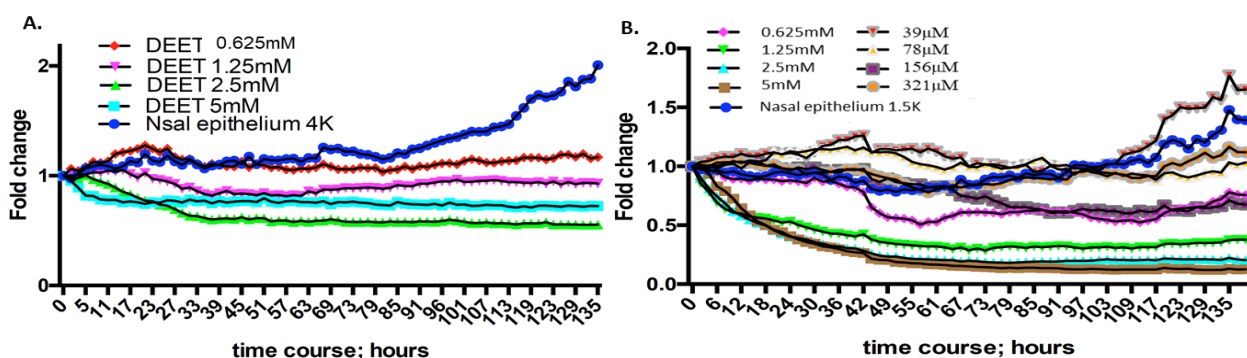 A.
DEET 0.625mM
DEET 1.25mM
DEET 2.5mM
DEET 5mM
Nsal epithelium 4K
2
1
0
Fold change
0 5 11 17 23 29 33 39 45 51 55 61 67 73 79 85 91 96 101 107 113 119 123 129 135
time course; hours
B.
0.625mM 39μM
1.25mM 78μM
2.5mM 156μM
5mM 321μM
Nasal epithelium 1.5K
2.0
1.5
1.0
0.5
0.0
Fold change
0 6 12 18 24 30 36 42 49 55 61 67 73 79 85 91 97 103 109 117 123 129 135
time course; hours